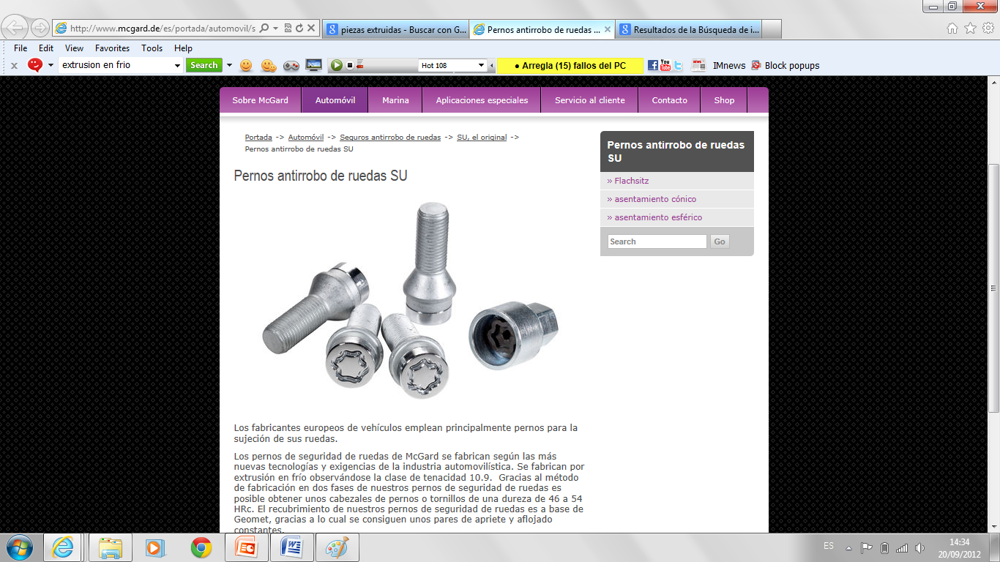 http://www.mcgard.de/es/portada/automovil/s
piezas extruidas - Buscar con G...
Pernos antirrobo de ruedas ...
Resultados de la Búsqueda de i...
File Edit View Favorites Tools Help
extrusion en frio
Search
Hot 108
● Arregla (15) fallos del PC
You Tube
IMnews
Block popups
Sobre McGard Automóvil Marina Aplicaciones especiales Servicio al cliente Contacto Shop
Portada -> Automóvil -> Seguros antirrobo de ruedas -> SU, el original ->
Pernos antirrobo de ruedas SU
Pernos antirrobo de ruedas SU
Los fabricantes europeos de vehículos emplean principalmente pernos para la
sujeción de sus ruedas.
Los pernos de seguridad de ruedas de McGard se fabrican según las más
nuevas tecnologías y exigencias de la industria automovilística. Se fabrican por
extrusión en frío observándose la clase de tenacidad 10.9.  Gracias al método
de fabricación en dos fases de nuestros pernos de seguridad de ruedas es
posible obtener unos cabezales de pernos o tornillos de una dureza de 46 a 54
HRc. El recubrimiento de nuestros pernos de seguridad de ruedas es a base de
Geomet, gracias a lo cual se consiguen unos pares de apriete y aflojado
constantes.
Pernos antirrobo de ruedas
SU
» Flachsitz
» asentamiento cónico
» asentamiento esférico
Search
Go
ES
14:34
20/09/2012